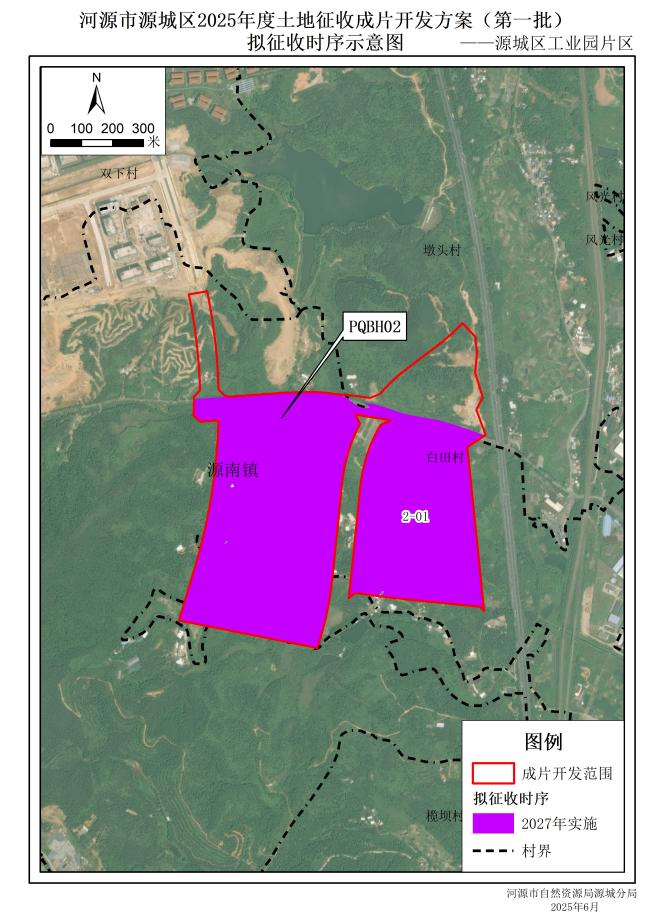 河源市源城区2025年度土地征收成片开发方案（第一批）
拟征收时序示意图 ——源城区工业园片区
N
0 100 200 300
米
双下村
风光村
墩头村
风光村
PQBH02
白田村
源南镇
2-01
榄坝村
图例
成片开发范围
拟征收时序
2027年实施
村界
河源市自然资源局源城分局
2025年6月